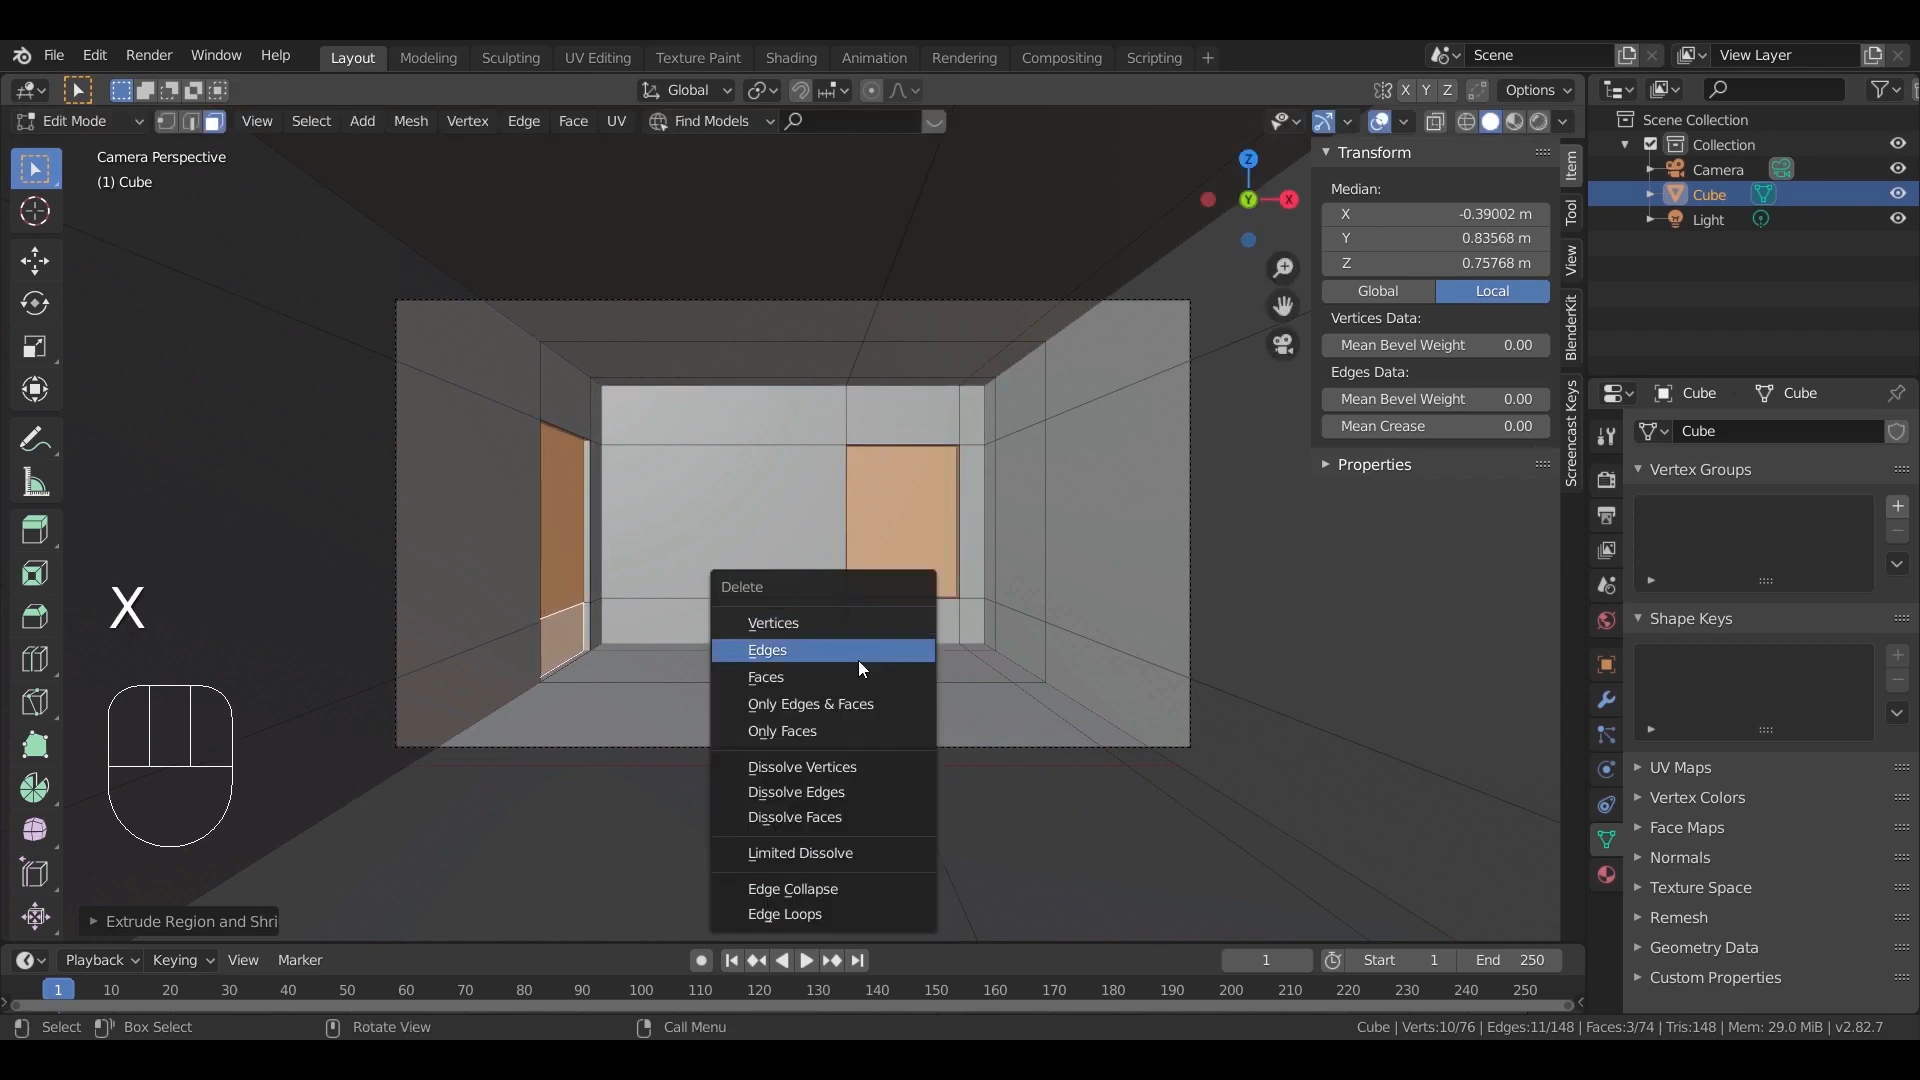 File Edit Render Window Help Layout Modeling Sculpting UV Editing Texture Paint Shading Animation Rendering Compositing Scripting + Scene View Layer
Global X Y Z Options
Edit Mode View Select Add Mesh Vertex Edge Face UV Find Models
Camera Perspective
(1) Cube
Z
Y X
Transform
Median:
X -0.39002 m
Y 0.83568 m
Z 0.75768 m
Global Local
Vertices Data:
Mean Bevel Weight 0.00
Edges Data:
Mean Bevel Weight 0.00
Mean Crease 0.00
Properties
Item
Tool
View
BlenderKit
Screencast Keys
Scene Collection
Collection
Camera
Cube
Light
Cube Cube
Cube
Vertex Groups
Shape Keys
UV Maps
Vertex Colors
Face Maps
Normals
Texture Space
Remesh
Geometry Data
Custom Properties
X
Delete
Vertices
Edges
Faces
Only Edges & Faces
Only Faces
Dissolve Vertices
Dissolve Edges
Dissolve Faces
Limited Dissolve
Edge Collapse
Edge Loops
Extrude Region and Shri
Playback Keying View Marker 1 Start 1 End 250
1 10 20 30 40 50 60 70 80 90 100 110 120 130 140 150 160 170 180 190 200 210 220 230 240 250
Select Box Select Rotate View Call Menu Cube | Verts:10/76 | Edges:11/148 | Faces:3/74 | Tris:148 | Mem: 29.0 MiB | v2.82.7